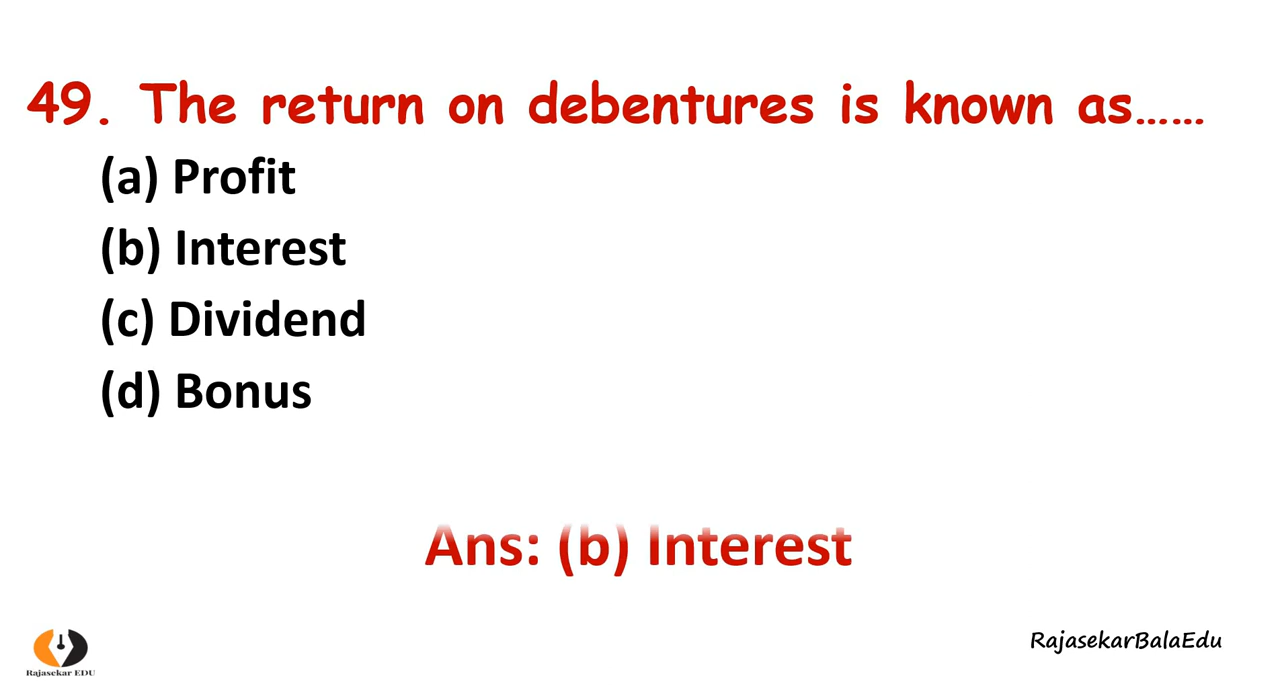 49. The return on debentures is known as......
(a) Profit
(b) Interest
(c) Dividend
(d) Bonus
Ans: (b) Interest
RajasekarBalaEdu
Rajasekar EDU